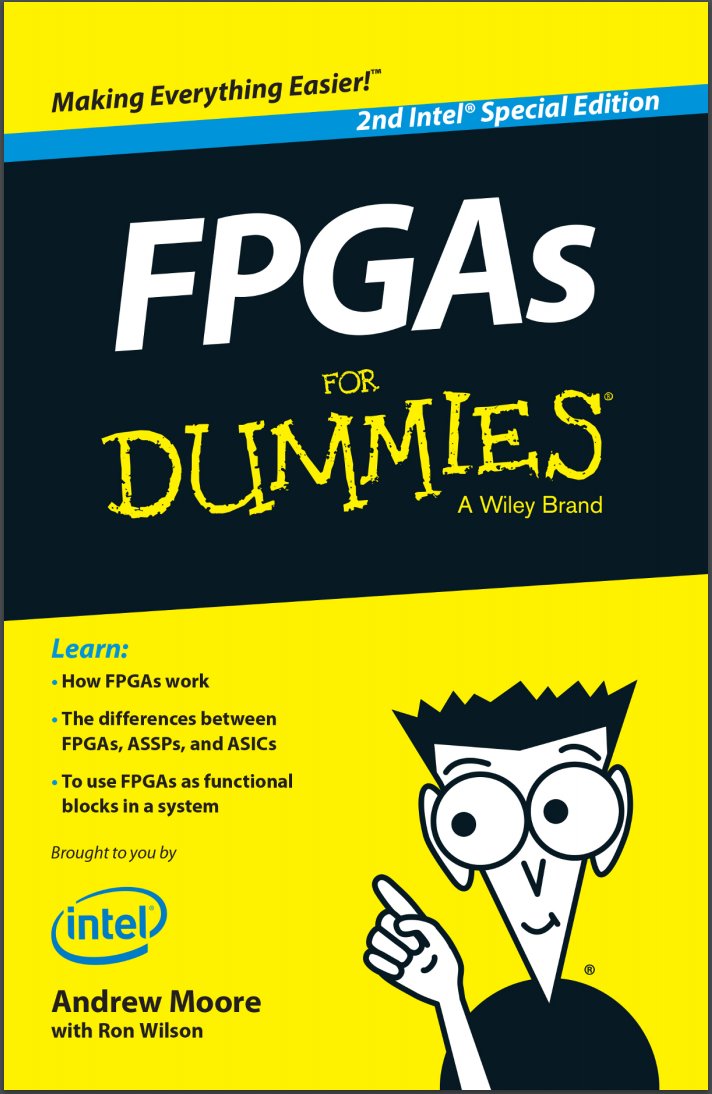 Making Everything Easier!™
2nd Intel® Special Edition
FPGAs
FOR
DUMMIES®
A Wiley Brand
Learn:
• How FPGAs work
• The differences between
FPGAs, ASSPs, and ASICs
• To use FPGAs as functional
blocks in a system
Brought to you by
intel®
Andrew Moore
with Ron Wilson
®